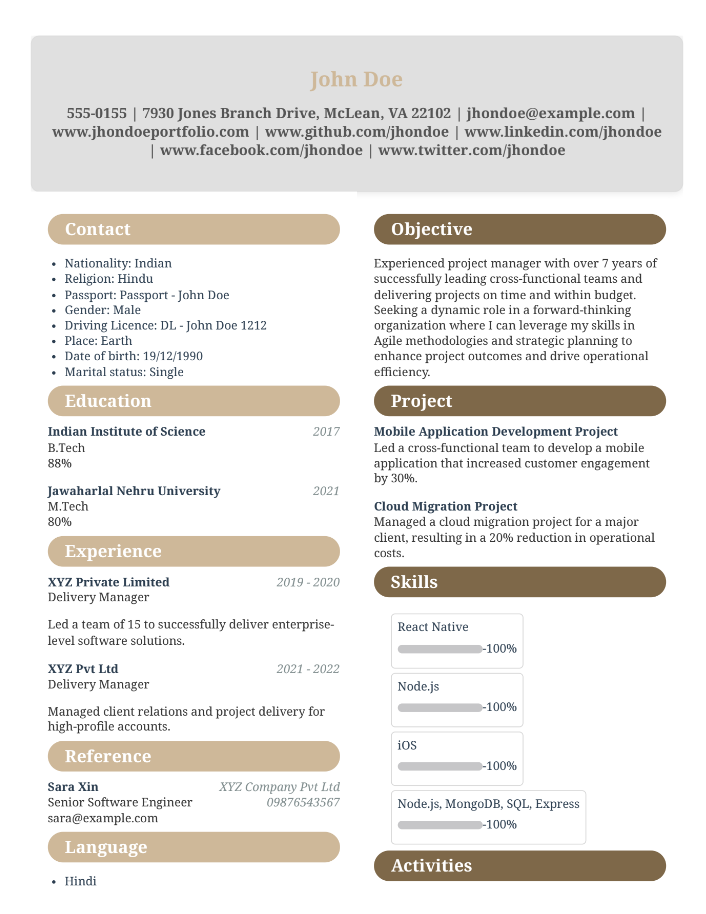 John Doe
555-0155 | 7930 Jones Branch Drive, McLean, VA 22102 | jhondoe@example.com |
www.jhondoeportfolio.com | www.github.com/jhondoe | www.linkedin.com/jhondoe
| www.facebook.com/jhondoe | www.twitter.com/jhondoe
Contact
• Nationality: Indian
• Religion: Hindu
• Passport: Passport - John Doe
• Gender: Male
• Driving Licence: DL - John Doe 1212
• Place: Earth
• Date of birth: 19/12/1990
• Marital status: Single
Education
Indian Institute of Science 2017
B.Tech
88%
Jawaharlal Nehru University 2021
M.Tech
80%
Experience
XYZ Private Limited 2019 - 2020
Delivery Manager
Led a team of 15 to successfully deliver enterprise-
level software solutions.
XYZ Pvt Ltd 2021 - 2022
Delivery Manager
Managed client relations and project delivery for
high-profile accounts.
Reference
Sara Xin XYZ Company Pvt Ltd
Senior Software Engineer 09876543567
sara@example.com
Language
• Hindi
Objective
Experienced project manager with over 7 years of
successfully leading cross-functional teams and
delivering projects on time and within budget.
Seeking a dynamic role in a forward-thinking
organization where I can leverage my skills in
Agile methodologies and strategic planning to
enhance project outcomes and drive operational
efficiency.
Project
Mobile Application Development Project
Led a cross-functional team to develop a mobile
application that increased customer engagement
by 30%.
Cloud Migration Project
Managed a cloud migration project for a major
client, resulting in a 20% reduction in operational
costs.
Skills
React Native
-100%
Node.js
-100%
iOS
-100%
Node.js, MongoDB, SQL, Express
-100%
Activities